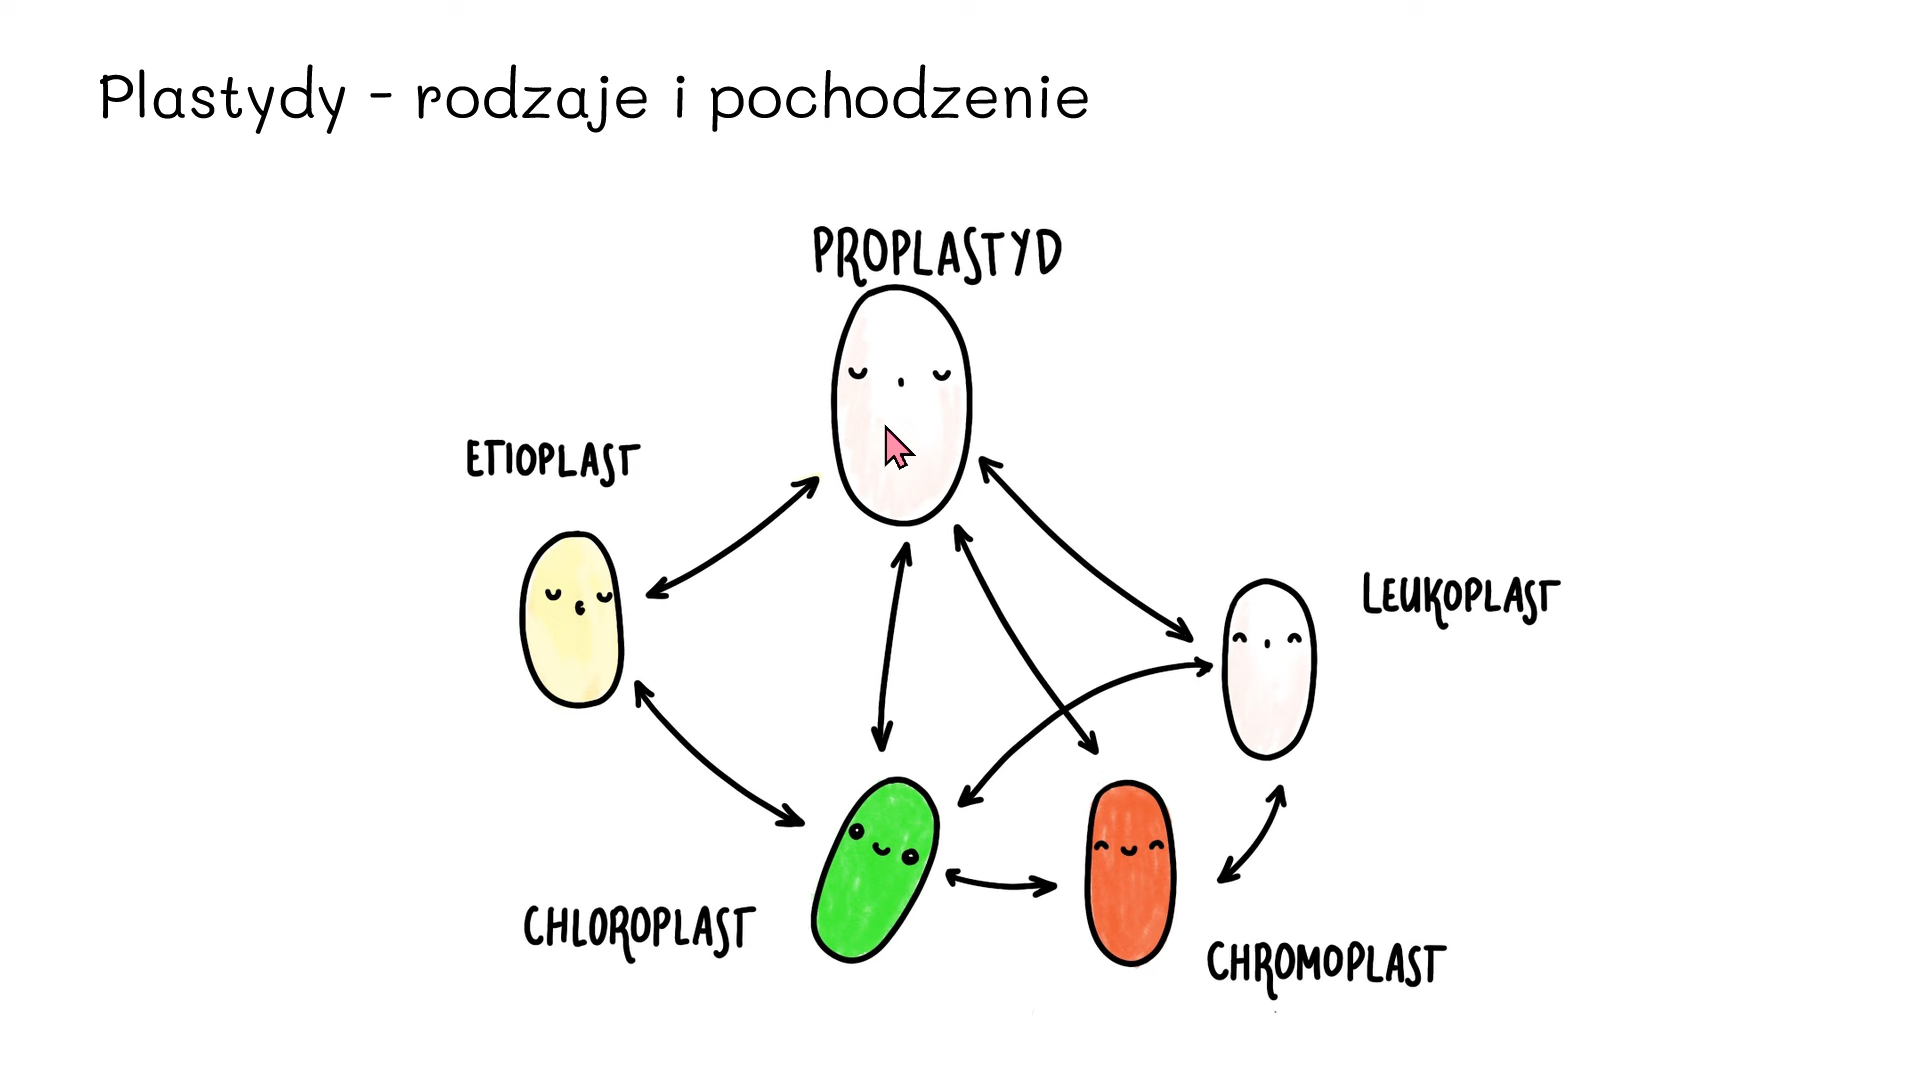 Plastydy - rodzaje i pochodzenie
PROPLASTYD
ETIOPLAST
LEUKOPLAST
CHLOROPLAST
CHROMOPLAST